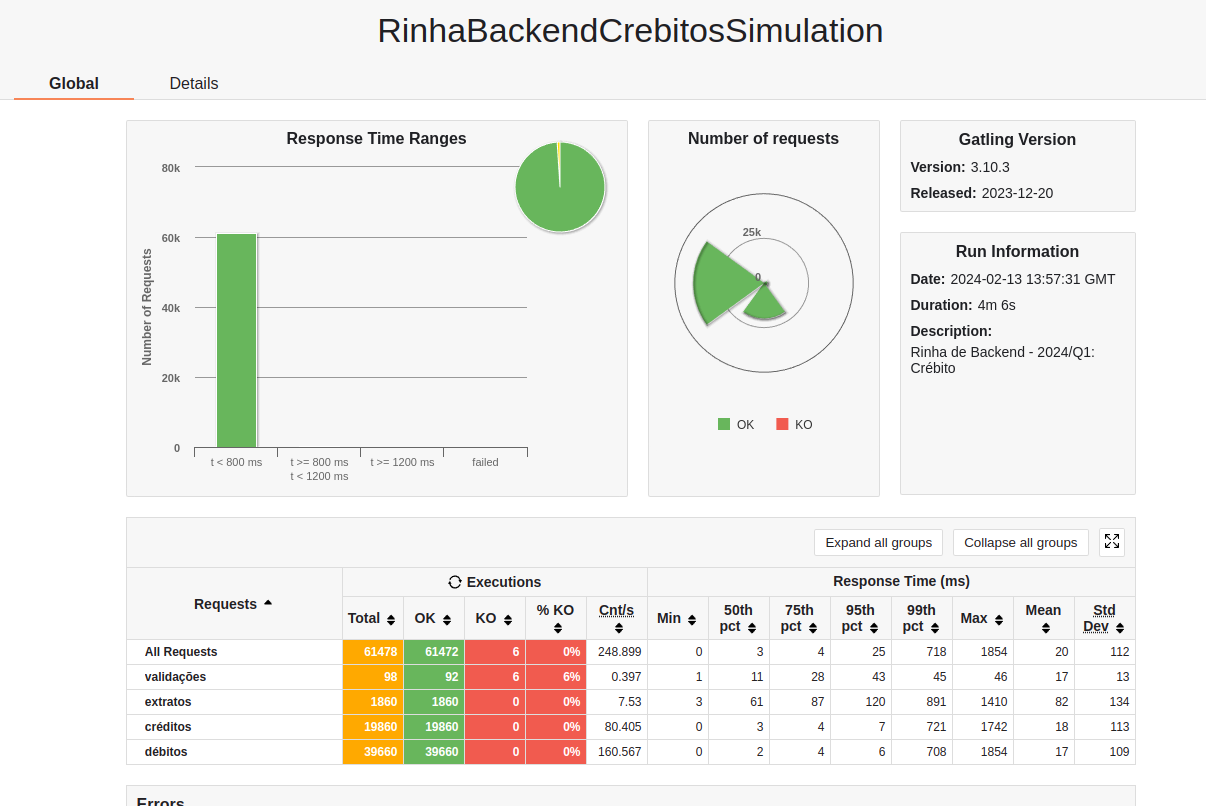 RinhaBackendCrebitosSimulation
Global Details
Response Time Ranges
80k
60k
40k
20k
0
Number of Requests
t < 800 ms
t >= 800 ms
t < 1200 ms
t >= 1200 ms
failed
Number of requests
25k
0
OK KO
Gatling Version
Version: 3.10.3
Released: 2023-12-20
Run Information
Date: 2024-02-13 13:57:31 GMT
Duration: 4m 6s
Description:
Rinha de Backend - 2024/Q1:
Crébito
Expand all groups Collapse all groups
Requests Executions Response Time (ms)
Total OK KO % KO Cnt/s Min 50th pct 75th pct 95th pct 99th pct Max Mean Std Dev
All Requests 61478 61472 6 0% 248.899 0 3 4 25 718 1854 20 112
validações 98 92 6 6% 0.397 1 11 28 43 45 46 17 13
extratos 1860 1860 0 0% 7.53 3 61 87 120 891 1410 82 134
créditos 19860 19860 0 0% 80.405 0 3 4 7 721 1742 18 113
débitos 39660 39660 0 0% 160.567 0 2 4 6 708 1854 17 109
Errors